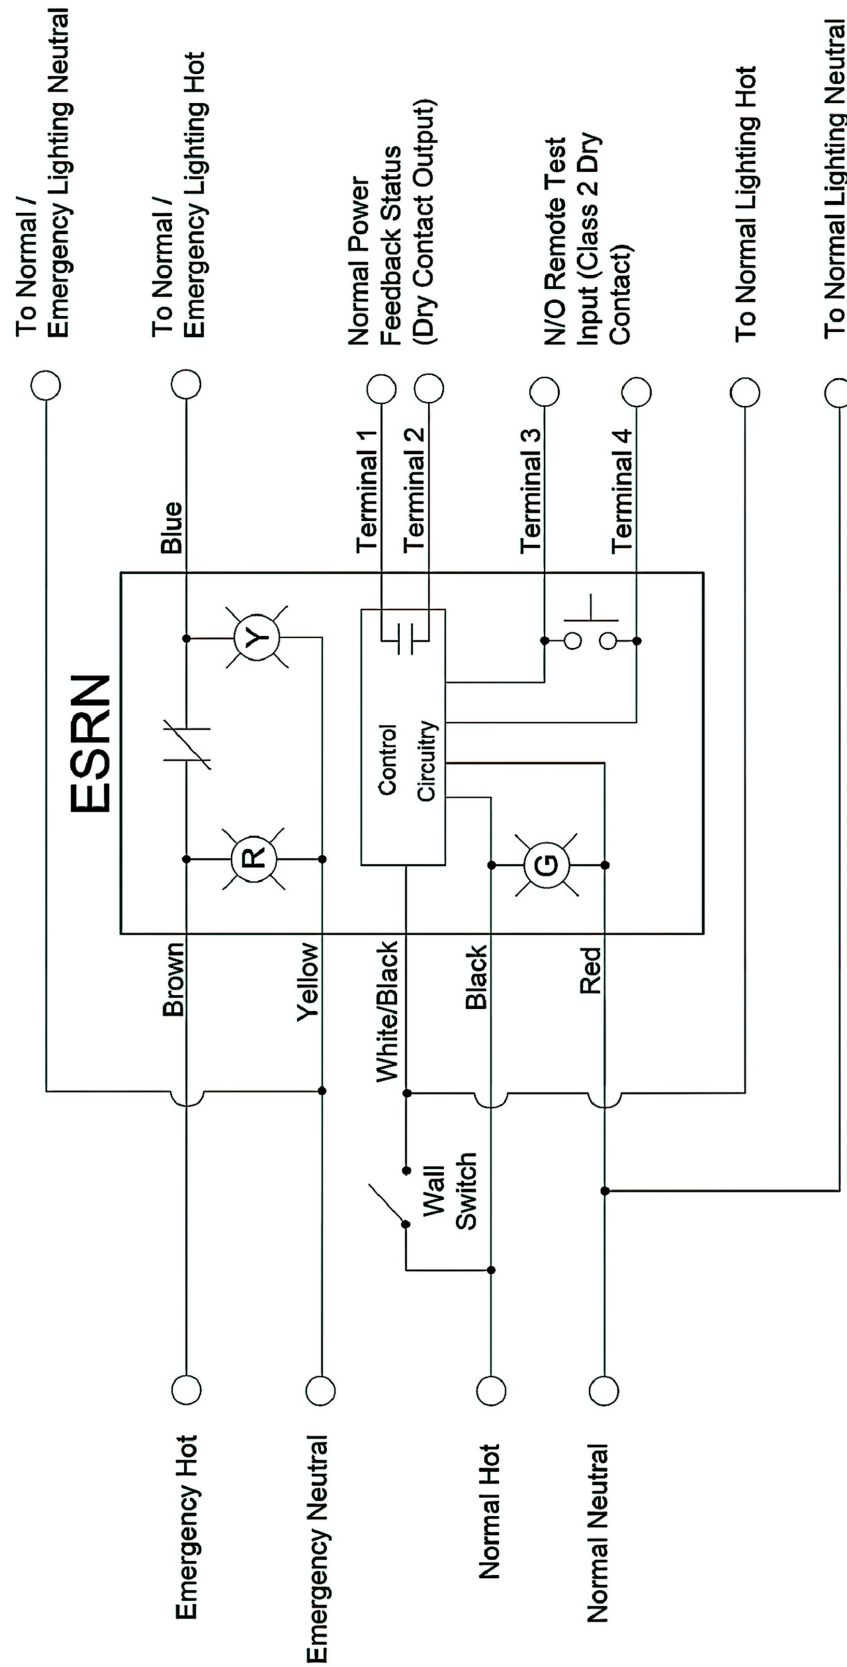 To Normal /
Emergency Lighting Neutral
To Normal /
Emergency Lighting Hot
Normal Power
Feedback Status
(Dry Contact Output)
N/O Remote Test
Input (Class 2 Dry
Contact)
To Normal Lighting Hot
To Normal Lighting Neutral
Blue
Terminal 1
Terminal 2
Terminal 3
Terminal 4
ESRN
Y
R
Control
Circuitry
G
Brown
Yellow
White/Black
Black
Red
Wall
Switch
Emergency Hot
Emergency Neutral
Normal Hot
Normal Neutral